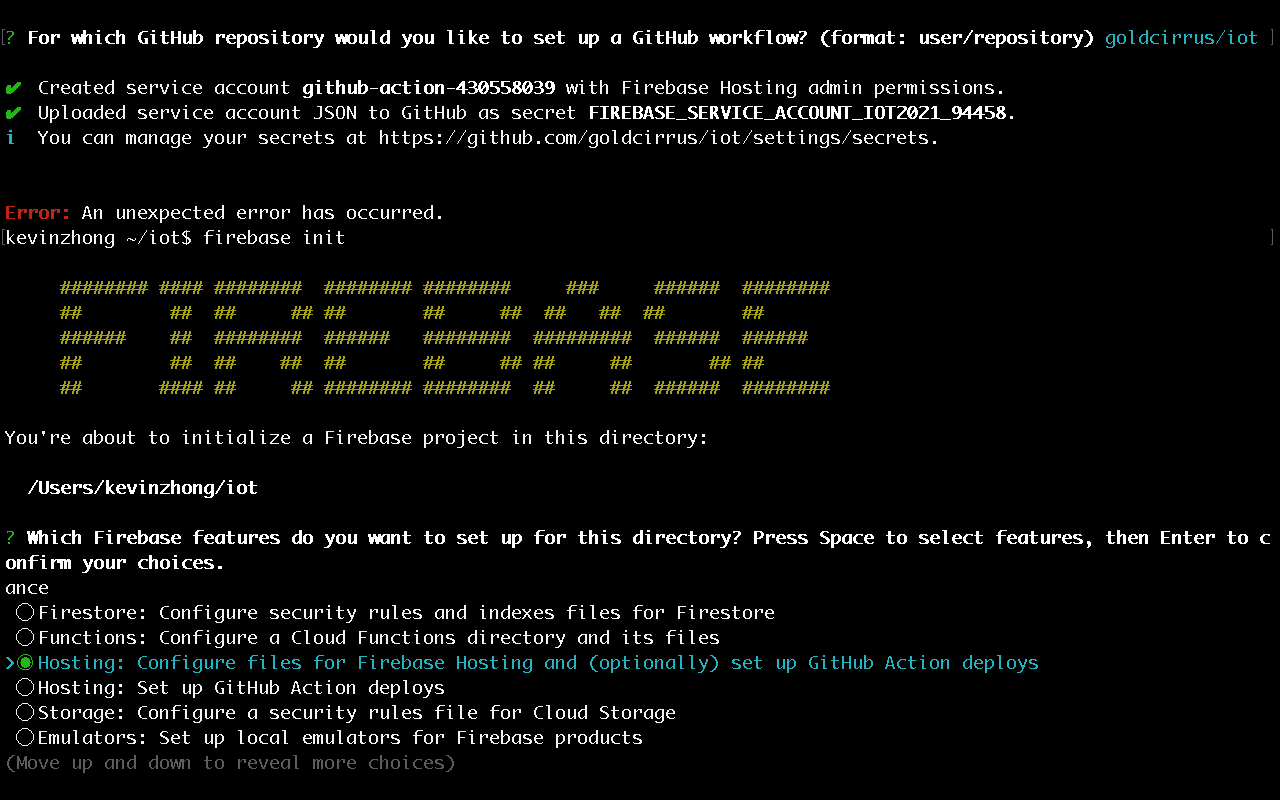 ? For which GitHub repository would you like to set up a GitHub workflow? (format: user/repository) goldcirrus/iot
✔ Created service account github-action-430558039 with Firebase Hosting admin permissions.
✔ Uploaded service account JSON to GitHub as secret FIREBASE_SERVICE_ACCOUNT_IOT2021_94458.
i You can manage your secrets at https://github.com/goldcirrus/iot/settings/secrets.
Error: An unexpected error has occurred.
kevinzhong ~/iot$ firebase init
######## #### ########  ######## ########     ###     ######  ########
##        ##  ##     ## ##       ##     ##  ##   ##  ##       ##
######    ##  ########  ######   ########  #########  ######  ######
##        ##  ##    ##  ##       ##     ## ##     ##       ## ##
##       #### ##     ## ######## ########  ##     ##  ######  ########
You're about to initialize a Firebase project in this directory:
/Users/kevinzhong/iot
? Which Firebase features do you want to set up for this directory? Press Space to select features, then Enter to c
onfirm your choices.
ance
◯Firestore: Configure security rules and indexes files for Firestore
◯Functions: Configure a Cloud Functions directory and its files
❯◉Hosting: Configure files for Firebase Hosting and (optionally) set up GitHub Action deploys
◯Hosting: Set up GitHub Action deploys
◯Storage: Configure a security rules file for Cloud Storage
◯Emulators: Set up local emulators for Firebase products
(Move up and down to reveal more choices)